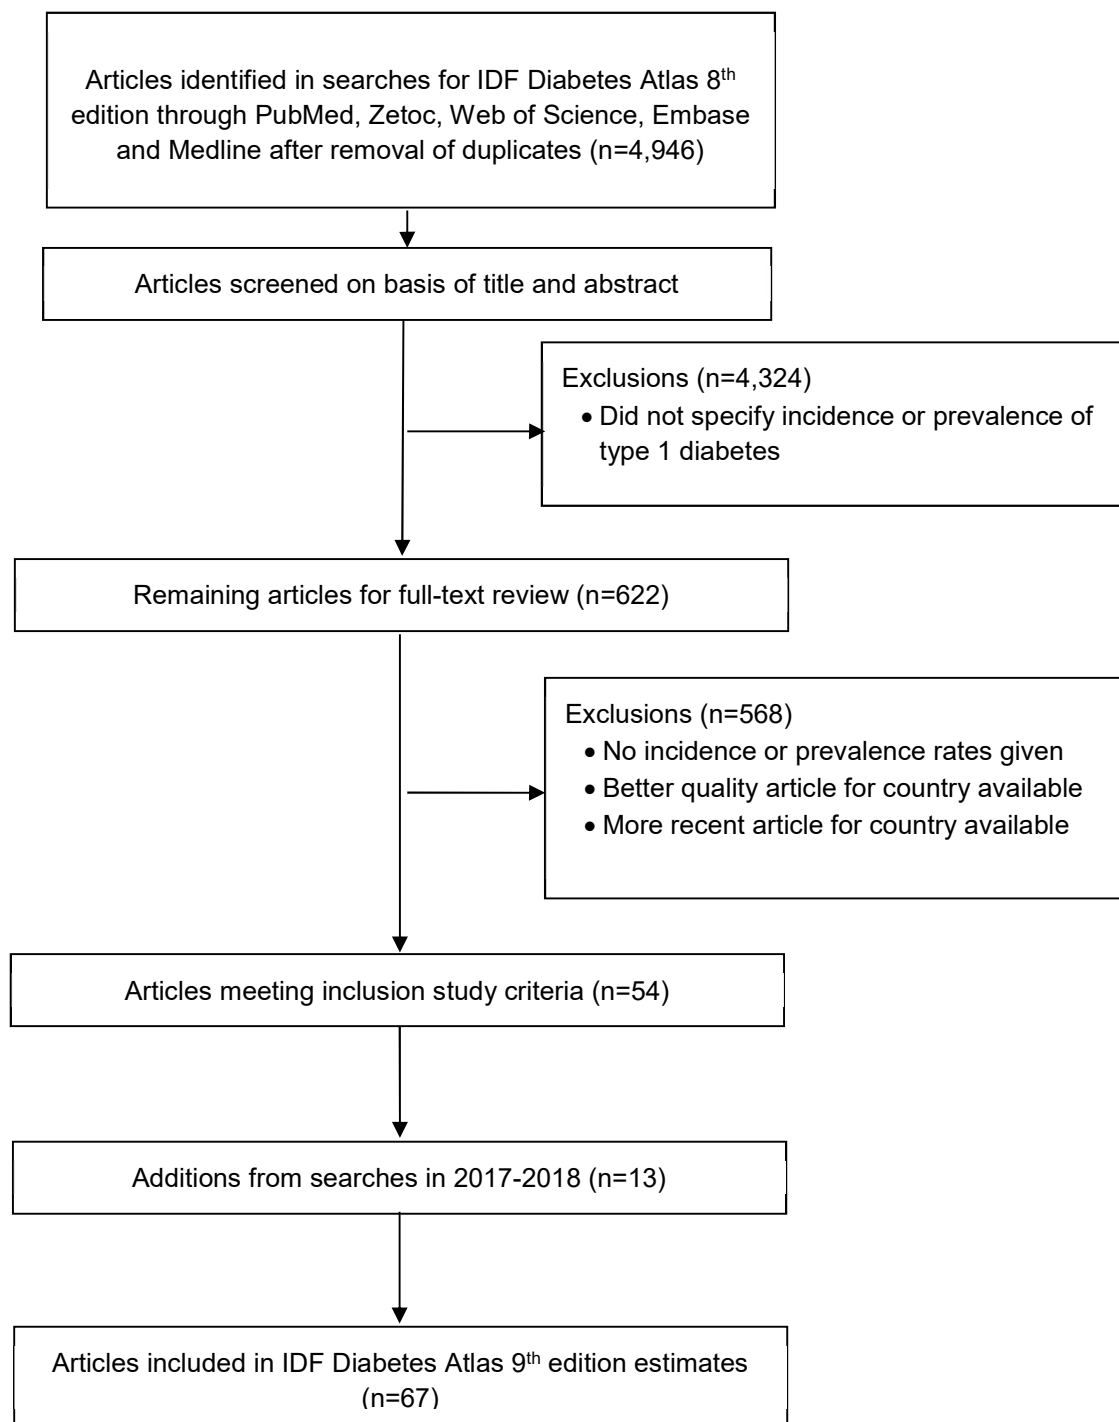 Articles identified in searches for IDF Diabetes Atlas 8th
edition through PubMed, Zetoc, Web of Science, Embase
and Medline after removal of duplicates (n=4,946)
Articles screened on basis of title and abstract
Exclusions (n=4,324)
• Did not specify incidence or prevalence of
type 1 diabetes
Remaining articles for full-text review (n=622)
Exclusions (n=568)
• No incidence or prevalence rates given
• Better quality article for country available
• More recent article for country available
Articles meeting inclusion study criteria (n=54)
Additions from searches in 2017-2018 (n=13)
Articles included in IDF Diabetes Atlas 9th edition estimates
(n=67)